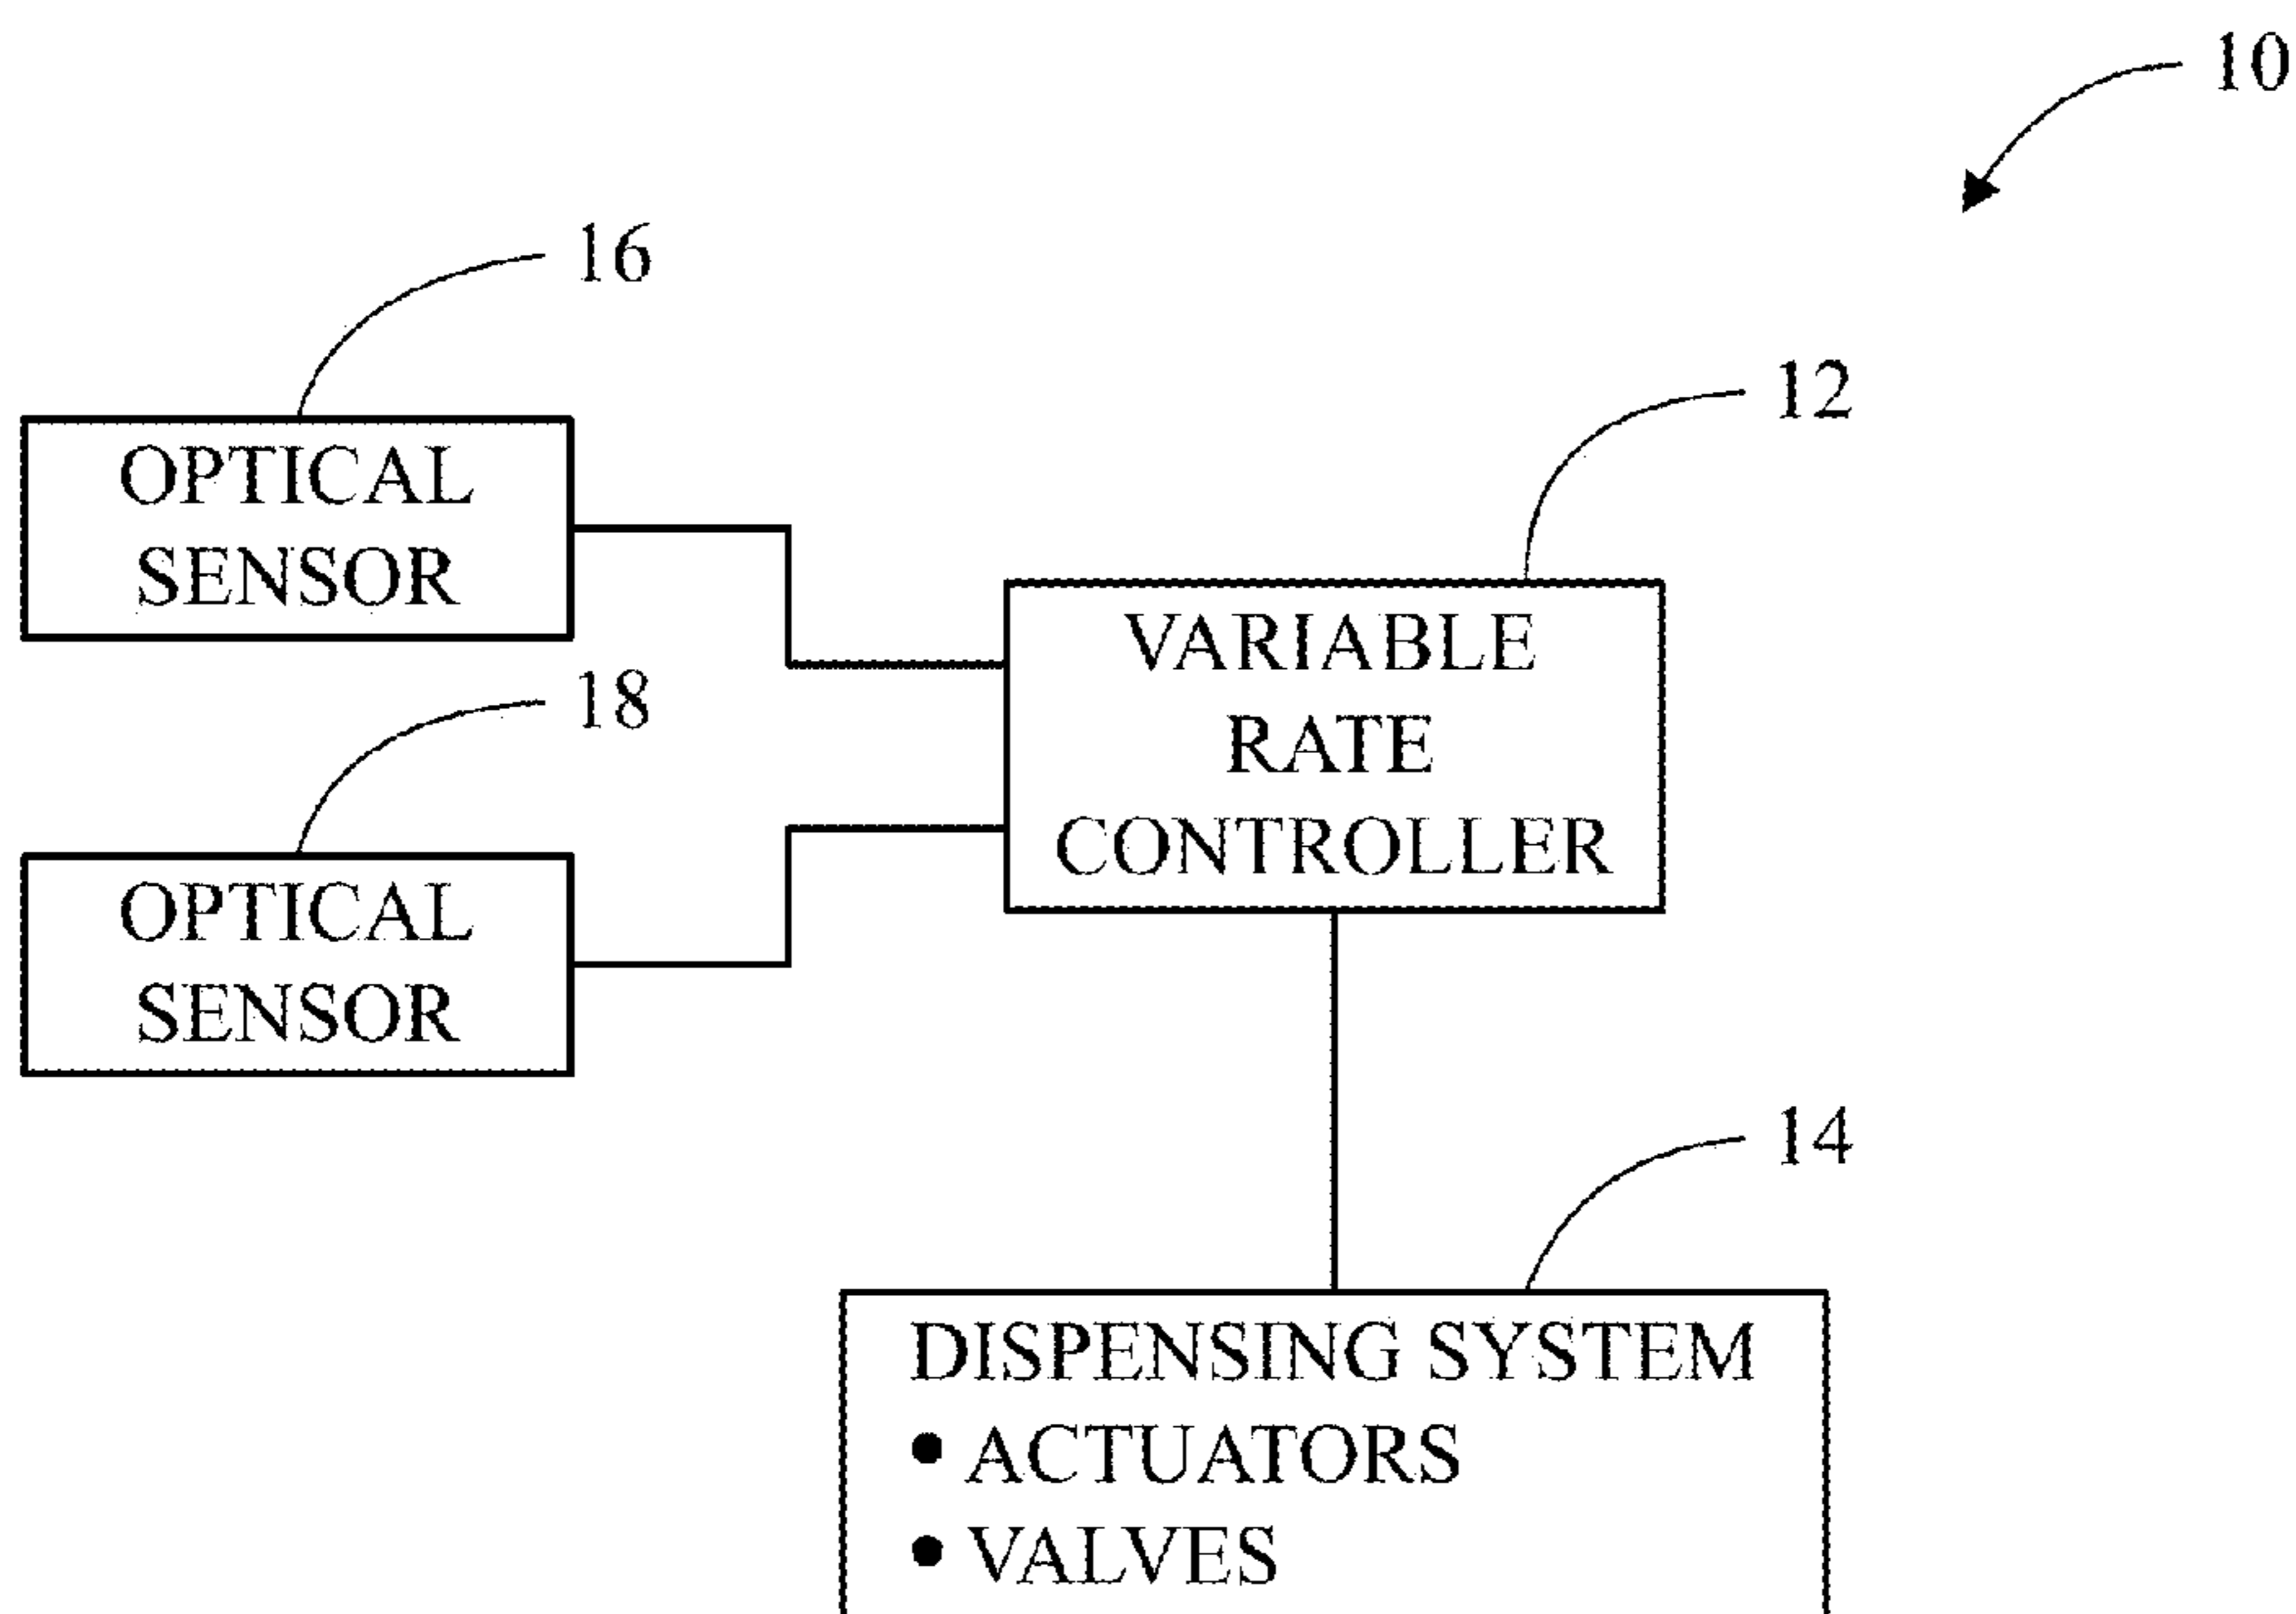 10
16
12
OPTICAL
SENSOR
VARIABLE
RATE
CONTROLLER
18
OPTICAL
SENSOR
14
DISPENSING SYSTEM
● ACTUATORS
● VALVES